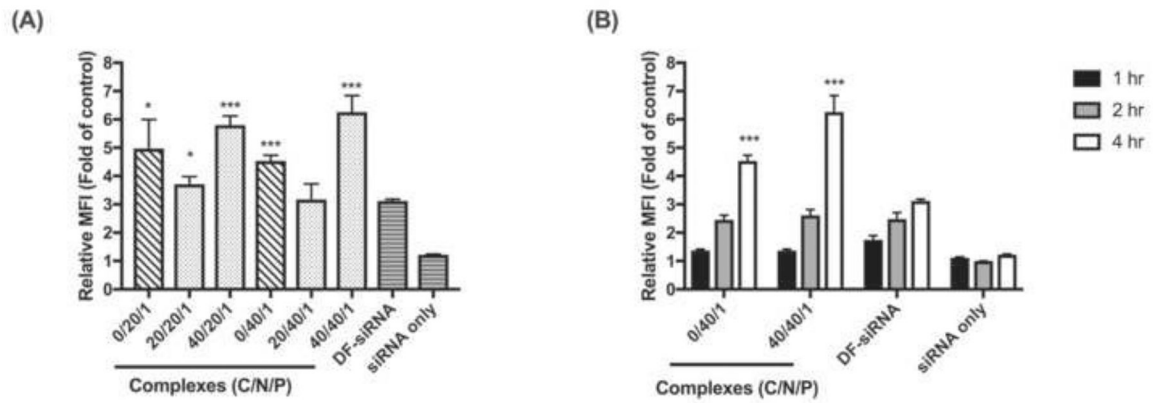 (A)
Relative MFI (Fold of control)
8
7
6
5
4
3
2
1
0
*
*
***
***
***
0/20/1
20/20/1
40/20/1
0/40/1
20/40/1
40/40/1
DF-siRNA
siRNA only
Complexes (C/N/P)
(B)
Relative MFI (Fold of control)
8
7
6
5
4
3
2
1
0
***
***
0/40/1
40/40/1
DF-siRNA
siRNA only
Complexes (C/N/P)
1 hr
2 hr
4 hr